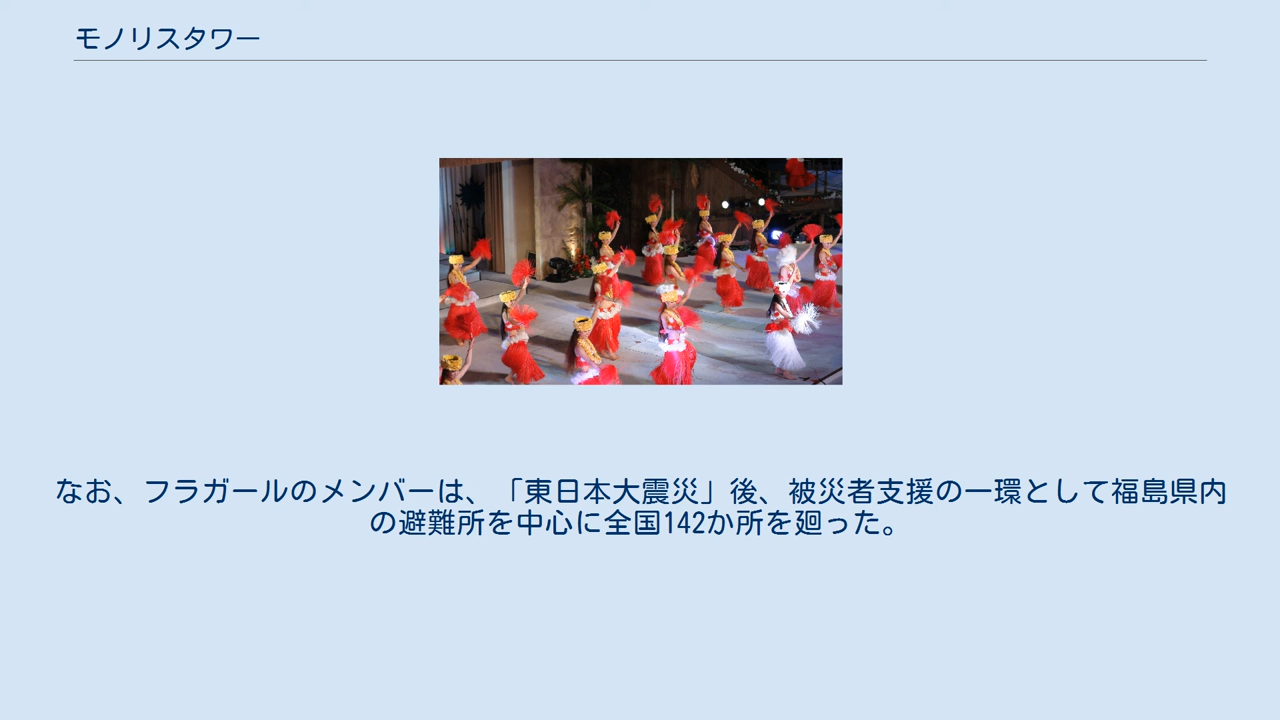 モノリスタワー
なお、フラガールのメンバーは、「東日本大震災」後、被災者支援の一環として福島県内
の避難所を中心に全国142か所を廻った。